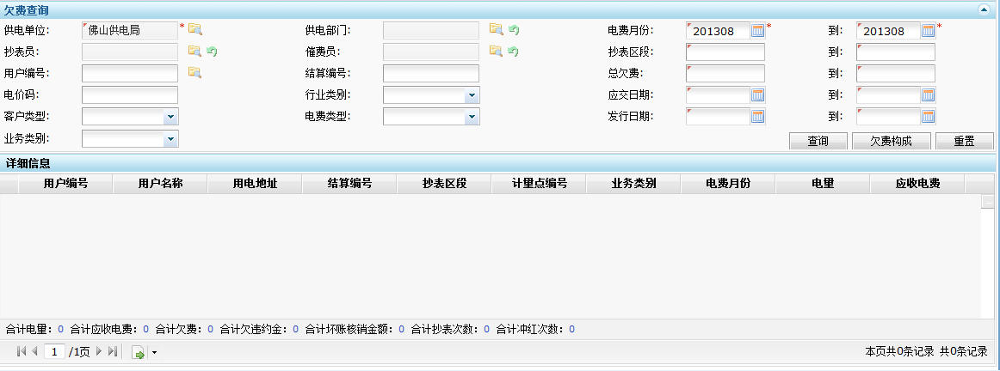 欠费查询
供电单位: 佛山供电局 * 供电部门: 电费月份: 201308 * 到: 201308 *
抄表员: 催费员: 抄表区段: 到:
用户编号: 结算编号: 总欠费: 到:
电价码: 行业类别: 应交日期: 到:
客户类型: 电费类型: 发行日期: 到:
业务类别: 查询 欠费构成 重置
详细信息
用户编号 用户名称 用电地址 结算编号 抄表区段 计量点编号 业务类别 电费月份 电量 应收电费
合计电量：0 合计应收电费：0 合计欠费：0 合计欠违约金：0 合计坏账核销金额：0 合计抄表次数：0 合计冲红次数：0
1 /1页 本页共0条记录 共0条记录